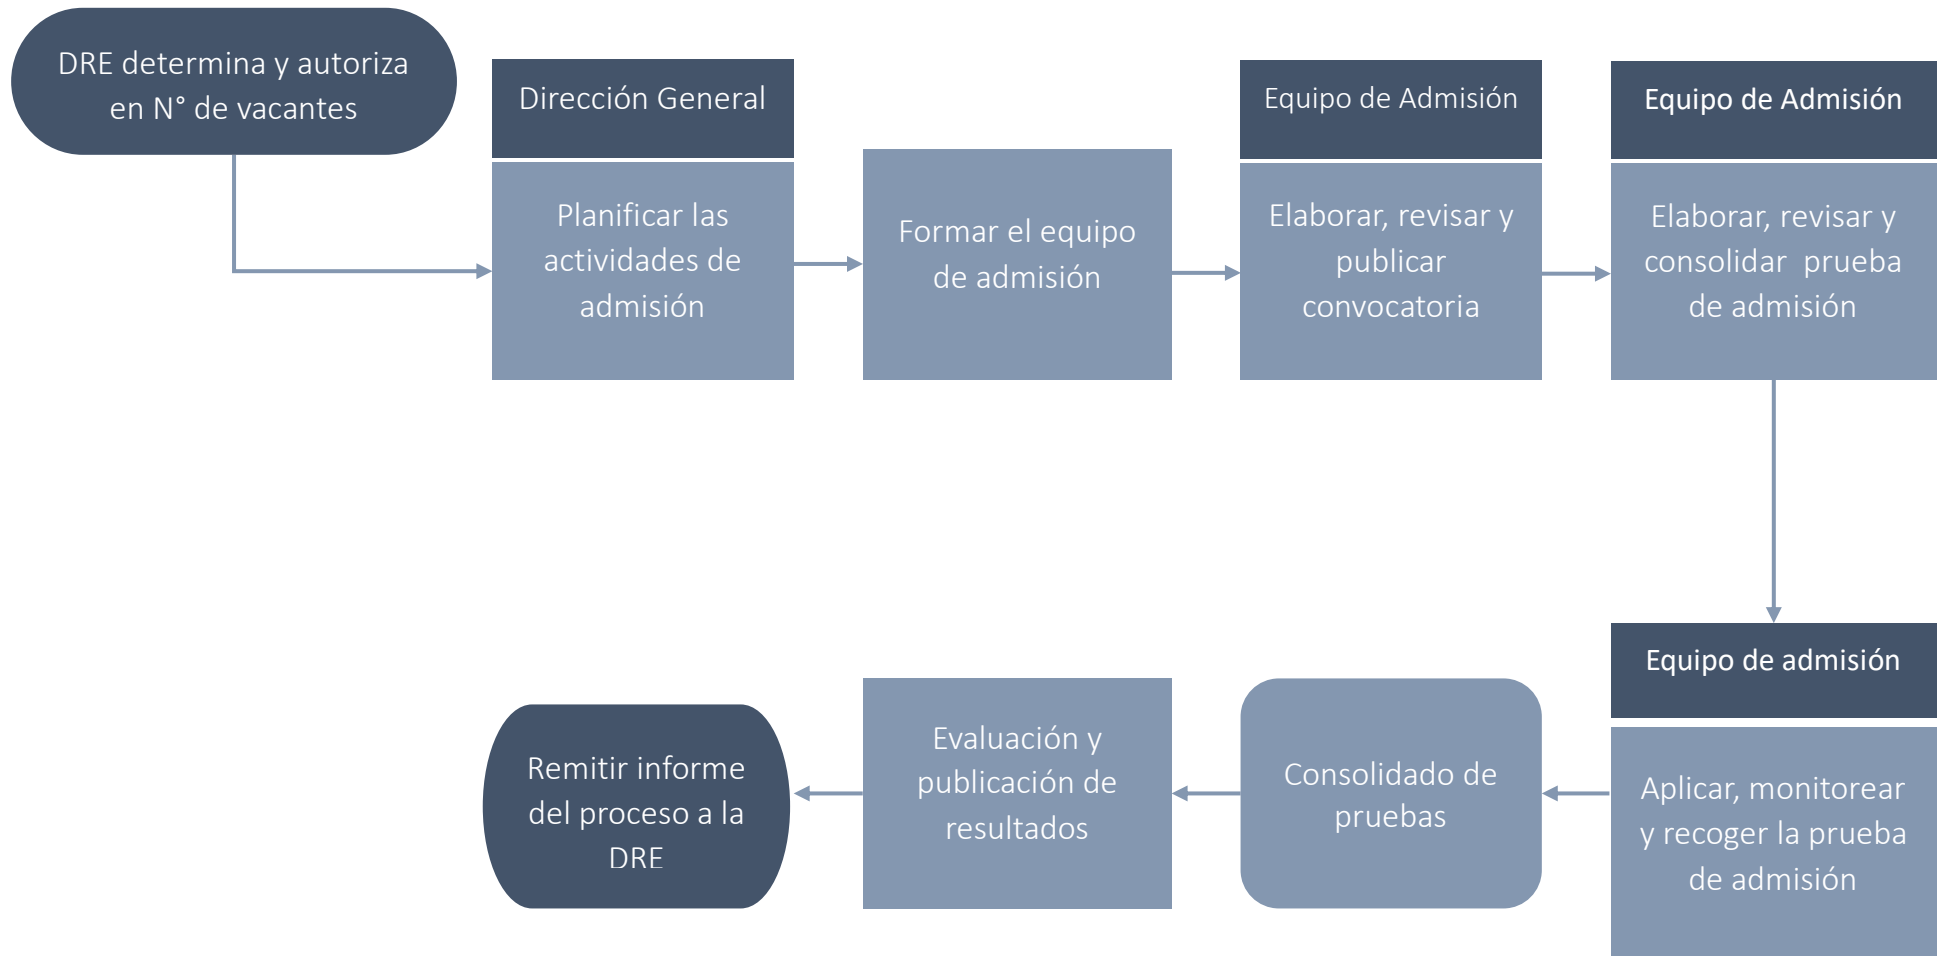 DRE determina y autoriza
en N° de vacantes
Dirección General
Planificar las
actividades de
admisión
Formar el equipo
de admisión
Equipo de Admisión
Elaborar, revisar y
publicar
convocatoria
Equipo de Admisión
Elaborar, revisar y
consolidar  prueba
de admisión
Equipo de admisión
Aplicar, monitorear
y recoger la prueba
de admisión
Consolidado de
pruebas
Evaluación y
publicación de
resultados
Remitir informe
del proceso a la
DRE